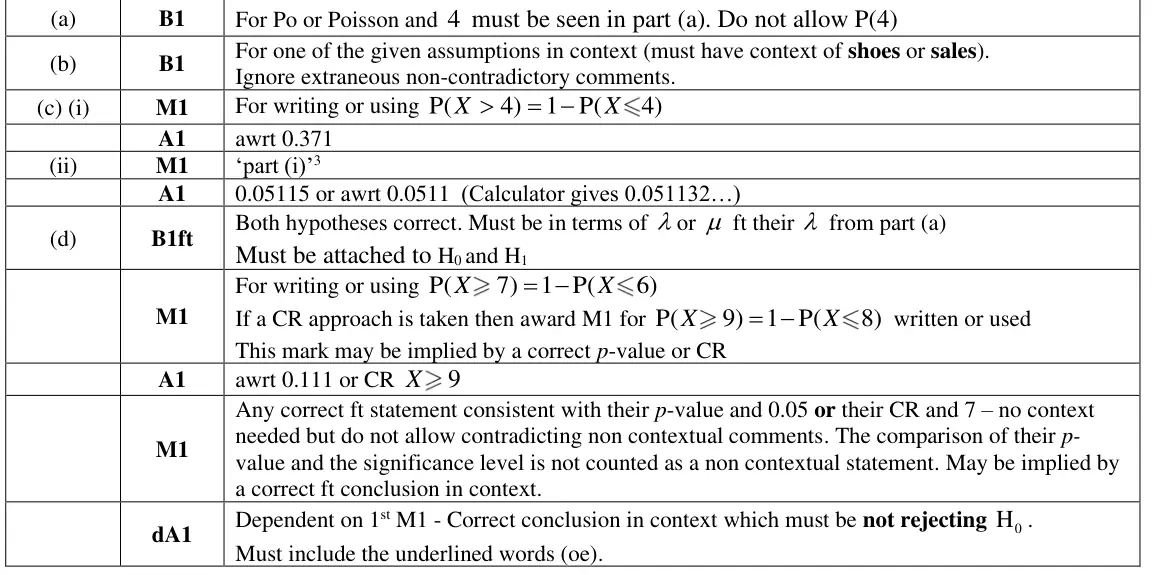 (a) B1 For Po or Poisson and 4 must be seen in part (a). Do not allow P(4)
(b) B1 For one of the given assumptions in context (must have context of shoes or sales).
Ignore extraneous non-contradictory comments.
(c) (i) M1 For writing or using P(X > 4) = 1 − P(X ⩽ 4)
A1 awrt 0.371
(ii) M1 ‘part (i)’³
A1 0.05115 or awrt 0.0511 (Calculator gives 0.051132…)
(d) B1ft Both hypotheses correct. Must be in terms of λ or μ ft their λ from part (a)
Must be attached to H₀ and H₁
M1 For writing or using P(X ⩾ 7) = 1 − P(X ⩽ 6)
If a CR approach is taken then award M1 for P(X ⩾ 9) = 1 − P(X ⩽ 8) written or used
This mark may be implied by a correct p-value or CR
A1 awrt 0.111 or CR X ⩾ 9
M1 Any correct ft statement consistent with their p-value and 0.05 or their CR and 7 – no context
needed but do not allow contradicting non contextual comments. The comparison of their p-
value and the significance level is not counted as a non contextual statement. May be implied by
a correct ft conclusion in context.
dA1 Dependent on 1st M1 - Correct conclusion in context which must be not rejecting H₀ .
Must include the underlined words (oe).